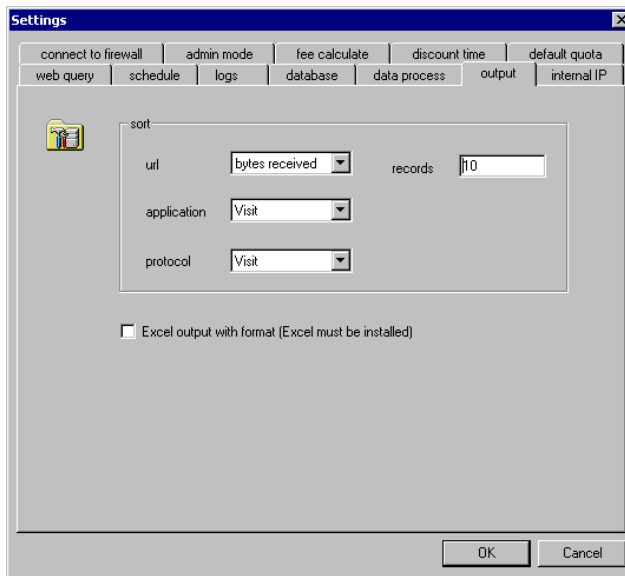 Settings
connect to firewall admin mode fee calculate discount time default quota
web query schedule logs database data process output internal IP
sort
url bytes received records 10
application Visit
protocol Visit
Excel output with format (Excel must be installed)
OK Cancel